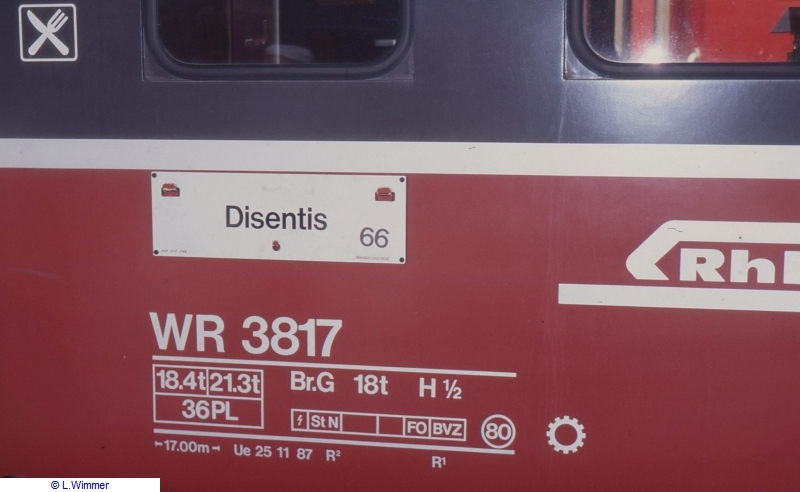 Disentis
66
RhB
WR 3817
18.4t 21.3t Br.G 18t H ½
36PL
St N FO BVZ 80
17.00m Ue 25 11 87 R²
R¹
© L.Wimmer